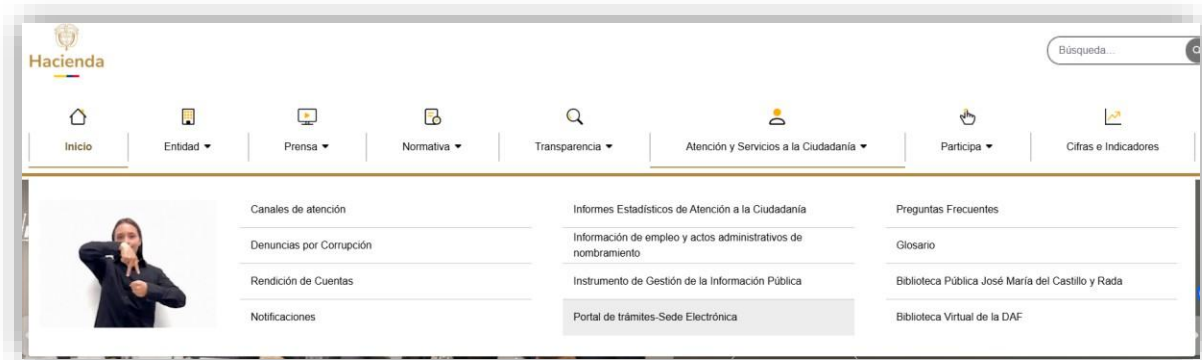 Hacienda
Búsqueda...
Inicio
Entidad
Prensa
Normativa
Transparencia
Atención y Servicios a la Ciudadanía
Participa
Cifras e Indicadores
Canales de atención
Denuncias por Corrupción
Rendición de Cuentas
Notificaciones
Informes Estadísticos de Atención a la Ciudadanía
Información de empleo y actos administrativos de
nombramiento
Instrumento de Gestión de la Información Pública
Portal de trámites-Sede Electrónica
Preguntas Frecuentes
Glosario
Biblioteca Pública José María del Castillo y Rada
Biblioteca Virtual de la DAF